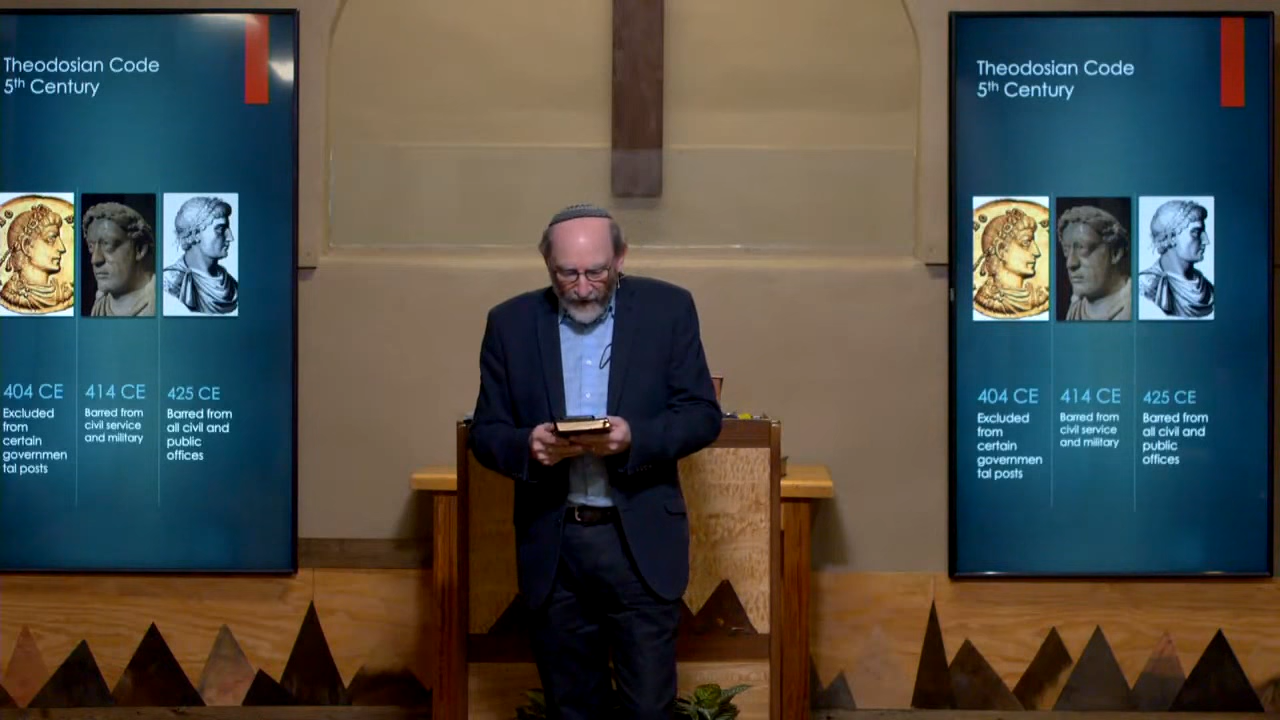 Theodosian Code
5th Century
404 CE
Excluded
from
certain
governmen
tal posts
414 CE
Barred from
civil service
and military
425 CE
Barred from
all civil and
public
offices
Theodosian Code
5th Century
404 CE
Excluded
from
certain
governmen
tal posts
414 CE
Barred from
civil service
and military
425 CE
Barred from
all civil and
public
offices